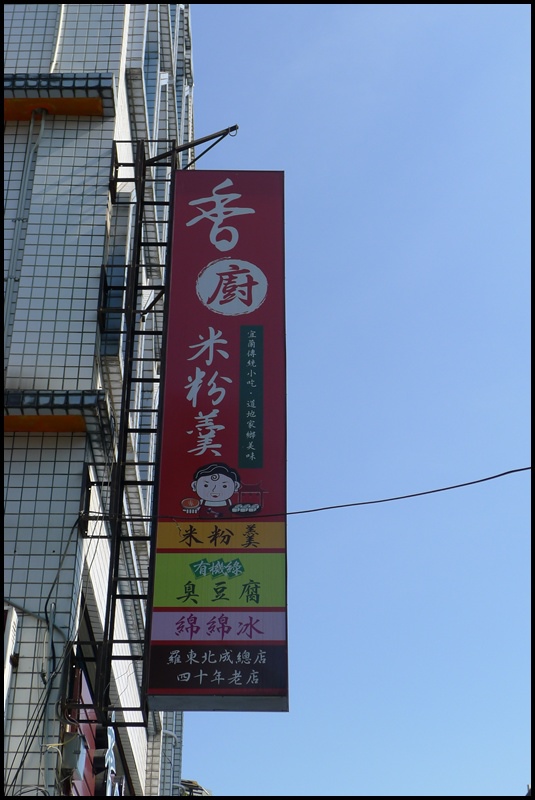 香廚
米粉羹
宜蘭傳統小吃·道地家鄉美味
米粉羹
有機綠
臭豆腐
綿綿冰
羅東北成總店
四十年老店